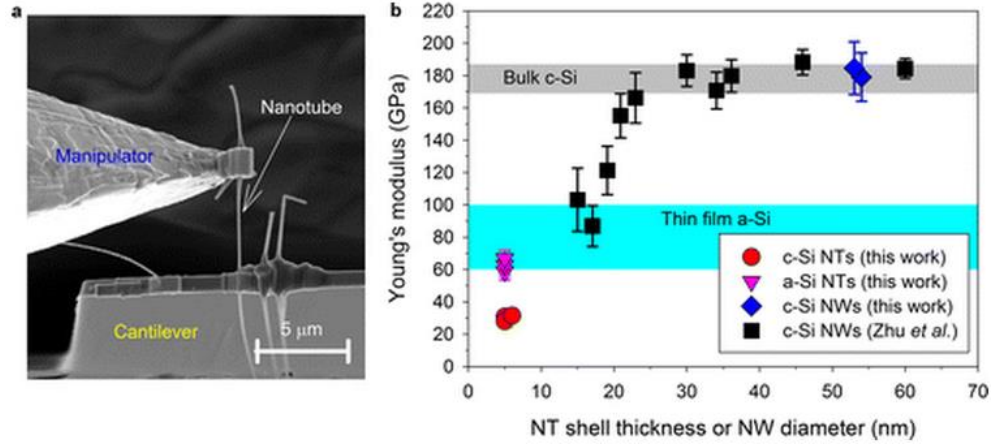 a
Nanotube
Manipulator
Cantilever
5 μm
b
Young's modulus (GPa)
220
200
180
160
140
120
100
80
60
40
20
0
Bulk c-Si
Thin film a-Si
c-Si NTs (this work)
a-Si NTs (this work)
c-Si NWs (this work)
c-Si NWs (Zhu et al.)
0 10 20 30 40 50 60 70
NT shell thickness or NW diameter (nm)